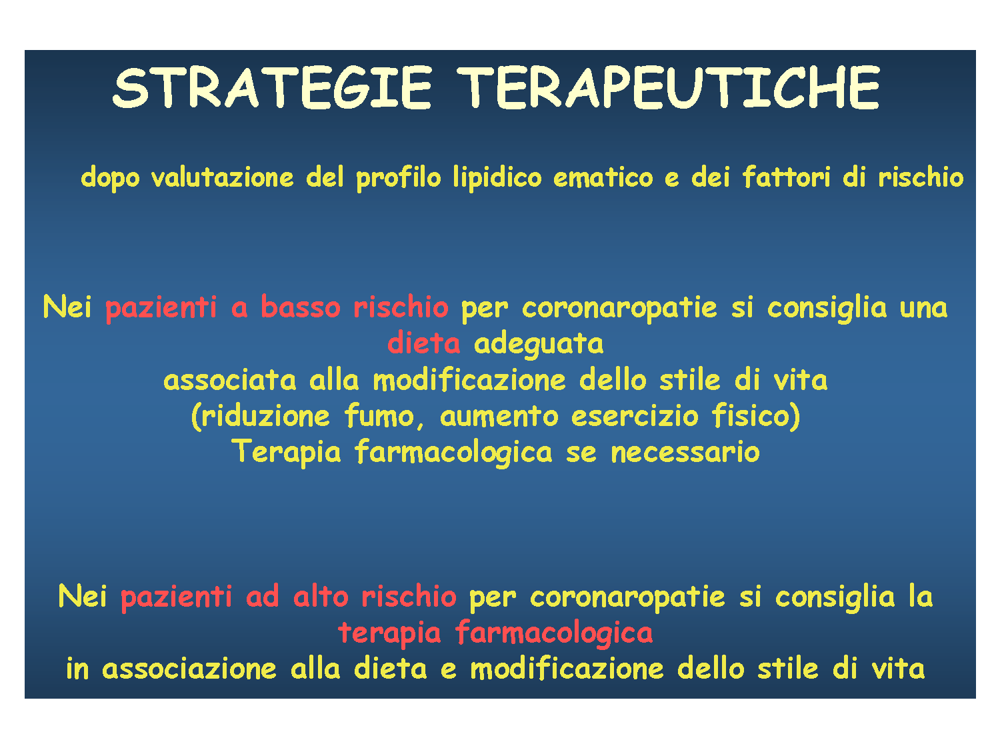 STRATEGIE TERAPEUTICHE
dopo valutazione del profilo lipidico ematico e dei fattori di rischio
Nei pazienti a basso rischio per coronaropatie si consiglia una
dieta adeguata
associata alla modificazione dello stile di vita
(riduzione fumo, aumento esercizio fisico)
Terapia farmacologica se necessario
Nei pazienti ad alto rischio per coronaropatie si consiglia la
terapia farmacologica
in associazione alla dieta e modificazione dello stile di vita